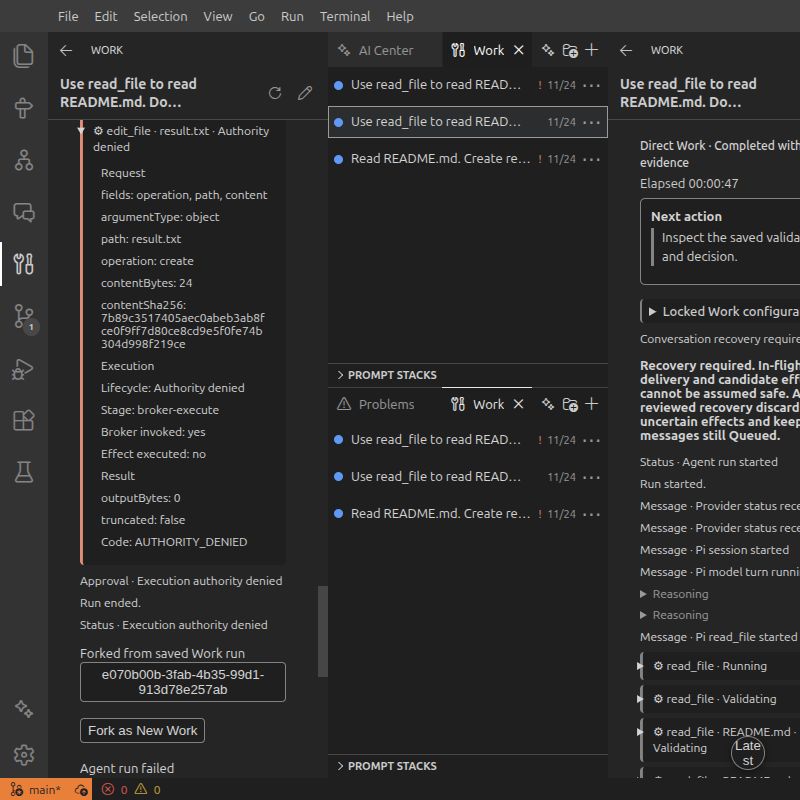 File Edit Selection View Go Run Terminal Help
WORK
Use read_file to read
README.md. Do...
edit_file · result.txt · Authority
denied
Request
fields: operation, path, content
argumentType: object
path: result.txt
operation: create
contentBytes: 24
contentSha256:
7b89c3517405aec0abeb3ab8f
ce0f9ff7d80ce8cd9e5f0fe74b
304d998f219ce
Execution
Lifecycle: Authority denied
Stage: broker-execute
Broker invoked: yes
Effect executed: no
Result
outputBytes: 0
truncated: false
Code: AUTHORITY_DENIED
Approval · Execution authority denied
Run ended.
Status · Execution authority denied
Forked from saved Work run
e070b00b-3fab-4b35-99d1-
913d78e257ab
Fork as New Work
Agent run failed
AI Center Work
Use read_file to read READ... ! 11/24 ...
Use read_file to read READ... 11/24 ...
Read README.md. Create re... ! 11/24 ...
PROMPT STACKS
Problems Work
Use read_file to read READ... ! 11/24 ...
Use read_file to read READ... 11/24 ...
Read README.md. Create re... ! 11/24 ...
PROMPT STACKS
WORK
Use read_file to read
README.md. Do...
Direct Work · Completed with
evidence
Elapsed 00:00:47
Next action
Inspect the saved valida
and decision.
Locked Work configura
Conversation recovery require
Recovery required. In-flight
delivery and candidate eff
cannot be assumed safe. A
reviewed recovery discard
uncertain effects and keep
messages still Queued.
Status · Agent run started
Run started.
Message · Provider status rece
Message · Provider status rece
Message · Pi session started
Message · Pi model turn runni
Reasoning
Reasoning
Message · Pi read_file started
read_file · Running
read_file · Validating
read_file · README.md ·
Validating
Late
st
1
main* 0 0